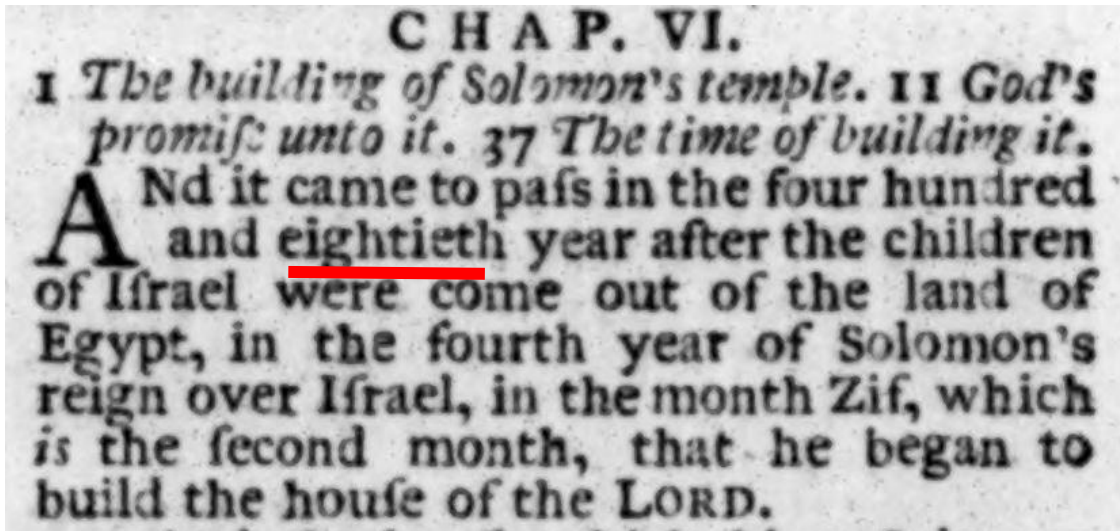 CHAP. VI.
1 The building of Solomon's temple. 11 God's
promiſe unto it. 37 The time of building it.
ANd it came to paſs in the four hundred
and eightieth year after the children
of Iſrael were come out of the land of
Egypt, in the fourth year of Solomon's
reign over Iſrael, in the month Zif, which
is the ſecond month, that he began to
build the houſe of the LORD.